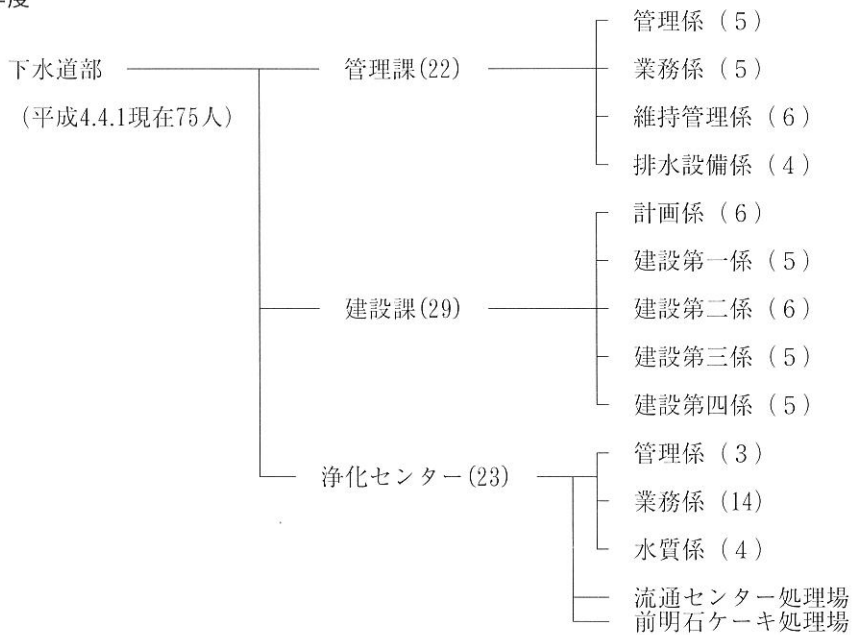 下水道部
(平成4.4.1現在75人)
管理課(22)
管理係(5)
業務係(5)
維持管理係(6)
排水設備係(4)
建設課(29)
計画係(6)
建設第一係(5)
建設第二係(6)
建設第三係(5)
建設第四係(5)
浄化センター(23)
管理係(3)
業務係(14)
水質係(4)
流通センター処理場
前明石ケーキ処理場